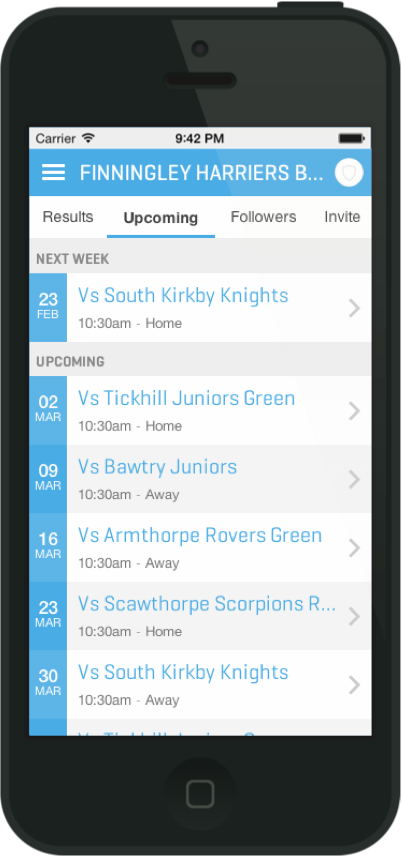 Carrier 9:42 PM
FINNINGLEY HARRIERS B...
Results Upcoming Followers Invite
NEXT WEEK
23 FEB
Vs South Kirkby Knights
10:30am - Home
UPCOMING
02 MAR
Vs Tickhill Juniors Green
10:30am - Home
09 MAR
Vs Bawtry Juniors
10:30am - Away
16 MAR
Vs Armthorpe Rovers Green
10:30am - Away
23 MAR
Vs Scawthorpe Scorpions R...
10:30am - Home
30 MAR
Vs South Kirkby Knights
10:30am - Away